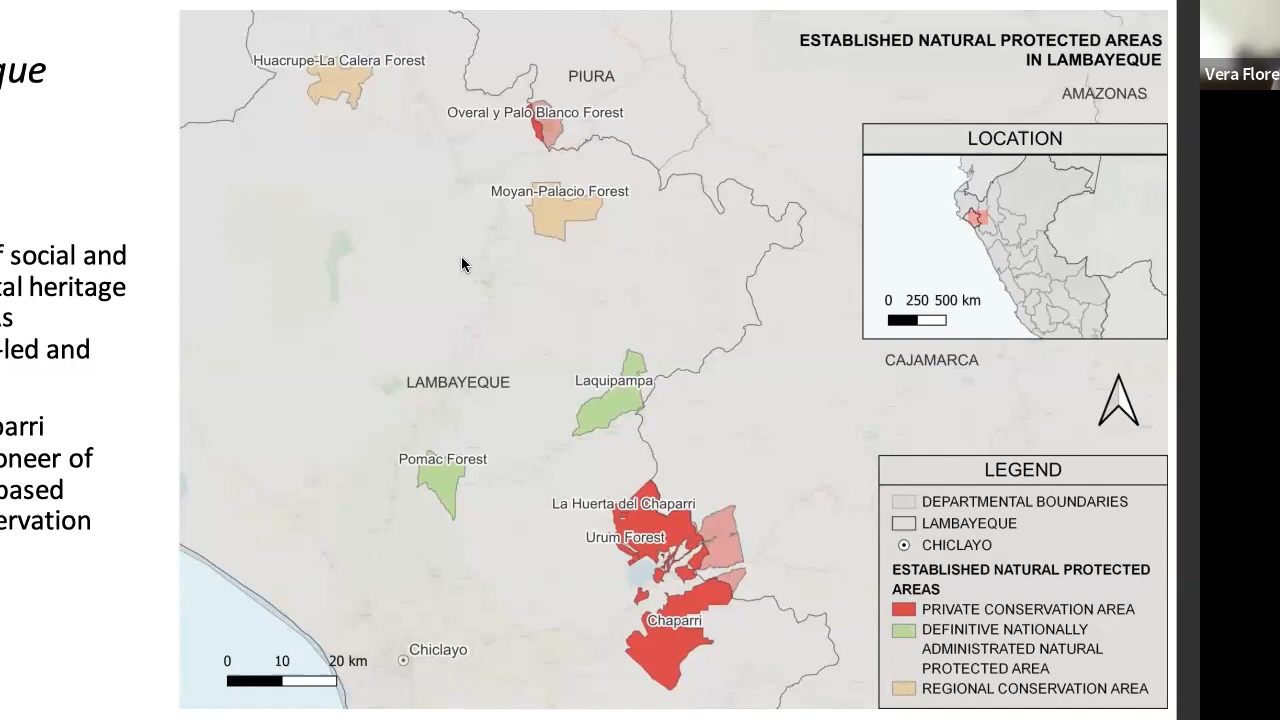 que
f social and
tal heritage
s
-led and
parri
oneer of
based
ervation
ESTABLISHED NATURAL PROTECTED AREAS
IN LAMBAYEQUE
Huacrupe-La Calera Forest
PIURA
AMAZONAS
Overal y Palo Blanco Forest
Moyan-Palacio Forest
LAMBAYEQUE
Laquipampa
CAJAMARCA
Pomac Forest
La Huerta del Chaparri
Urum Forest
Chaparri
Chiclayo
0 10 20 km
LOCATION
0 250 500 km
LEGEND
DEPARTMENTAL BOUNDARIES
LAMBAYEQUE
CHICLAYO
ESTABLISHED NATURAL PROTECTED
AREAS
PRIVATE CONSERVATION AREA
DEFINITIVE NATIONALLY
ADMINISTRATED NATURAL
PROTECTED AREA
REGIONAL CONSERVATION AREA
Vera Flore